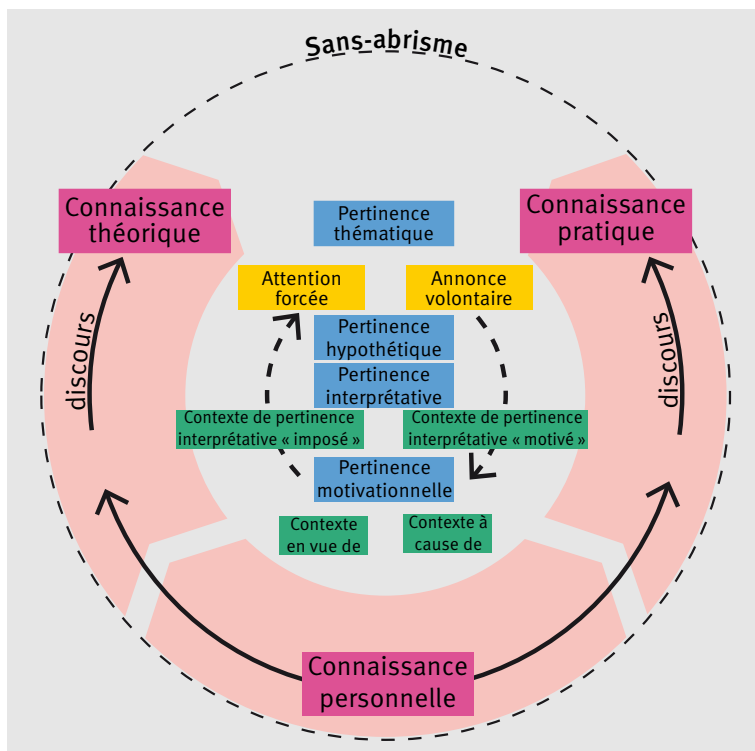 Sans-abrisme
Connaissance
théorique
Pertinence
thématique
Connaissance
pratique
Attention
forcée
Annonce
volontaire
discours
Pertinence
hypothétique
discours
Pertinence
interprétative
Contexte de pertinence
interprétative « imposé »
Contexte de pertinence
interprétative « motivé »
Pertinence
motivationnelle
Contexte
en vue de
Contexte à
cause de
Connaissance
personnelle